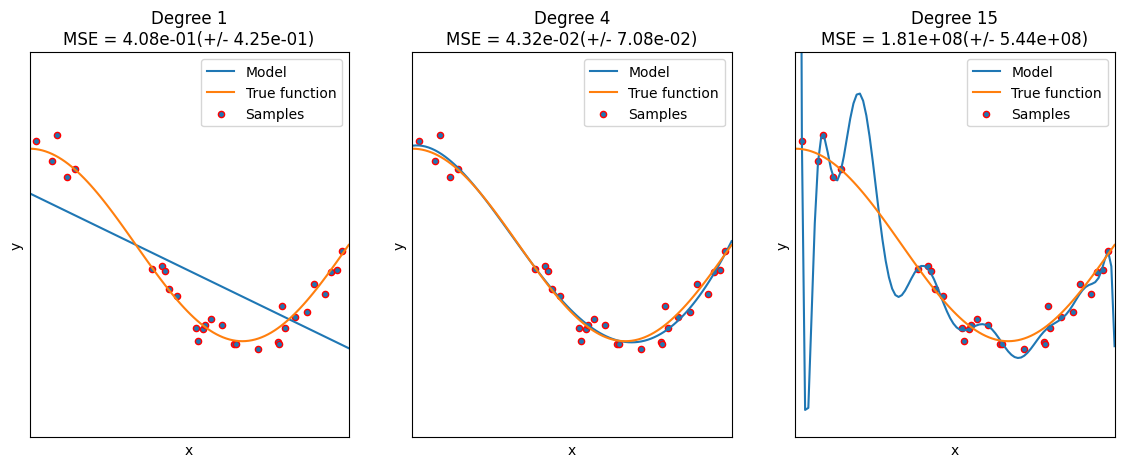 Degree 1
MSE = 4.08e-01(+/- 4.25e-01)
Model
True function
Samples
y
x
Degree 4
MSE = 4.32e-02(+/- 7.08e-02)
Model
True function
Samples
y
x
Degree 15
MSE = 1.81e+08(+/- 5.44e+08)
Model
True function
Samples
y
x